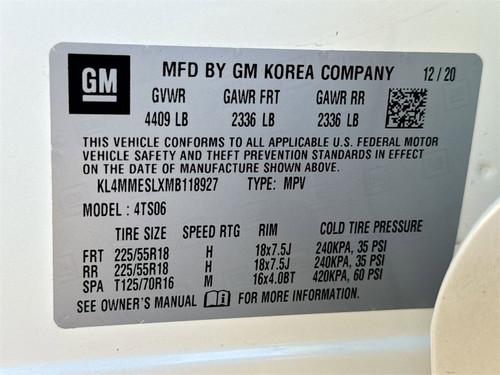 GM MFD BY GM KOREA COMPANY 12/20
GVWR GAWR FRT GAWR RR
4409 LB 2336 LB 2336 LB
THIS VEHICLE CONFORMS TO ALL APPLICABLE U.S. FEDERAL MOTOR
VEHICLE SAFETY AND THEFT PREVENTION STANDARDS IN EFFECT
ON THE DATE OF MANUFACTURE SHOWN ABOVE.
KL4MMESLXMB118927 TYPE: MPV
MODEL : 4TS06
TIRE SIZE SPEED RTG RIM COLD TIRE PRESSURE
FRT 225/55R18 H 18x7.5J 240KPA, 35 PSI
RR 225/55R18 H 18x7.5J 240KPA, 35 PSI
SPA T125/70R16 M 16x4.0BT 420KPA, 60 PSI
SEE OWNER'S MANUAL FOR MORE INFORMATION.